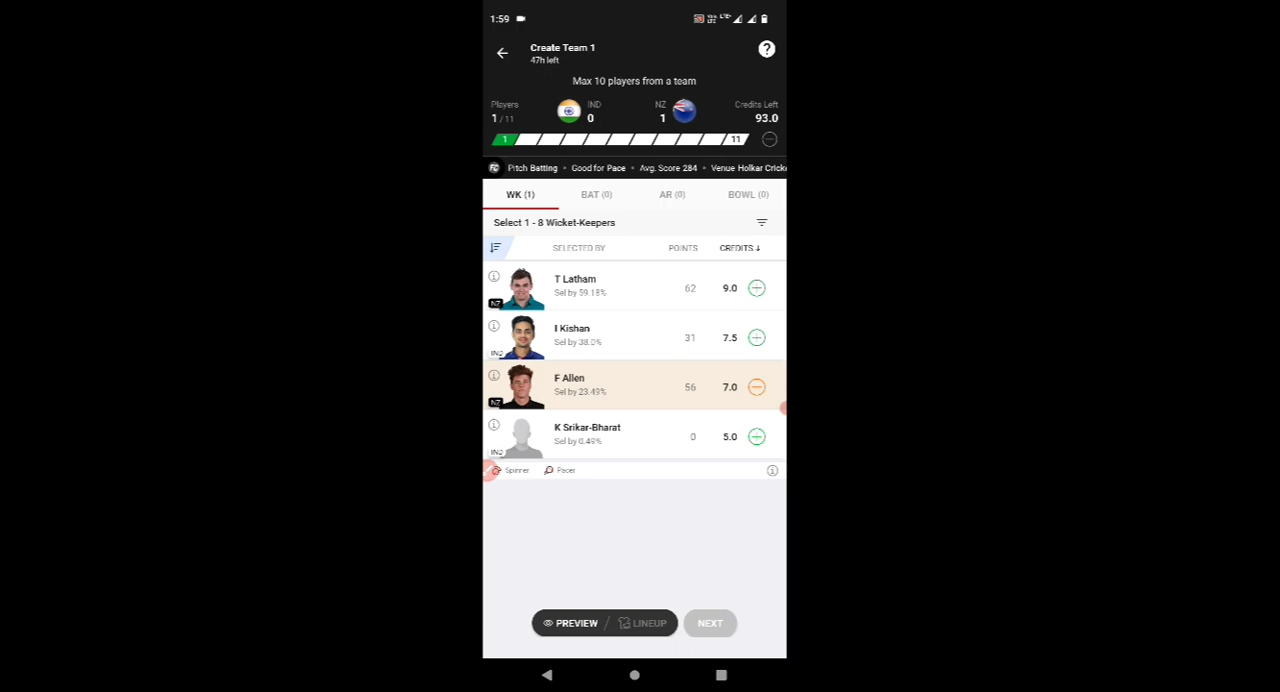 1:59
Create Team 1
47h left
Max 10 players from a team
Players IND NZ Credits Left
1 / 11 0 1 93.0
1 11
FC Pitch Batting • Good for Pace • Avg. Score 284 • Venue Holkar Cricke
WK (1) BAT (0) AR (0) BOWL (0)
Select 1 - 8 Wicket-Keepers
SELECTED BY POINTS CREDITS ↓
T Latham
Sel by 59.18% 62 9.0
NZ
I Kishan
Sel by 38.0% 31 7.5
IND
F Allen
Sel by 23.49% 56 7.0
NZ
K Srikar-Bharat
Sel by 0.49% 0 5.0
IND
Spinner Pacer
PREVIEW / LINEUP NEXT